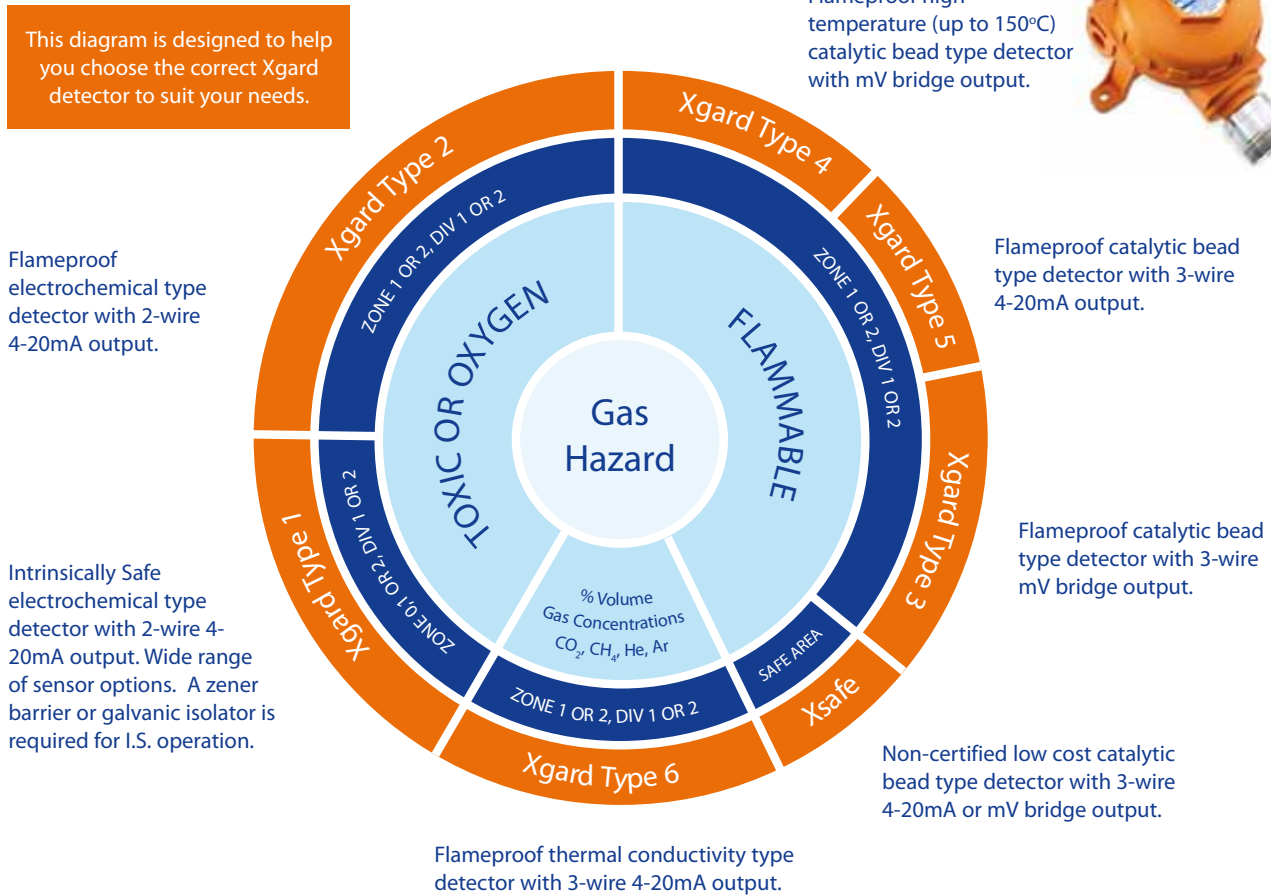 This diagram is designed to help
you choose the correct Xgard
detector to suit your needs.
temperature (up to 150ºC)
catalytic bead type detector
with mV bridge output.
Xgard Type 2
Xgard Type 4
Xgard Type 5
Xgard Type 3
Xsafe
Xgard Type 6
Xgard Type 1
ZONE 1 OR 2, DIV 1 OR 2
ZONE 1 OR 2, DIV 1 OR 2
SAFE AREA
ZONE 1 OR 2, DIV 1 OR 2
ZONE 0,1 OR 2, DIV 1 OR 2
TOXIC OR OXYGEN
FLAMMABLE
Gas
Hazard
% Volume
Gas Concentrations
CO₂, CH₄, He, Ar
Flameproof
electrochemical type
detector with 2-wire
4-20mA output.
Flameproof catalytic bead
type detector with 3-wire
4-20mA output.
Flameproof catalytic bead
type detector with 3-wire
mV bridge output.
Intrinsically Safe
electrochemical type
detector with 2-wire 4-
20mA output. Wide range
of sensor options. A zener
barrier or galvanic isolator is
required for I.S. operation.
Non-certified low cost catalytic
bead type detector with 3-wire
4-20mA or mV bridge output.
Flameproof thermal conductivity type
detector with 3-wire 4-20mA output.